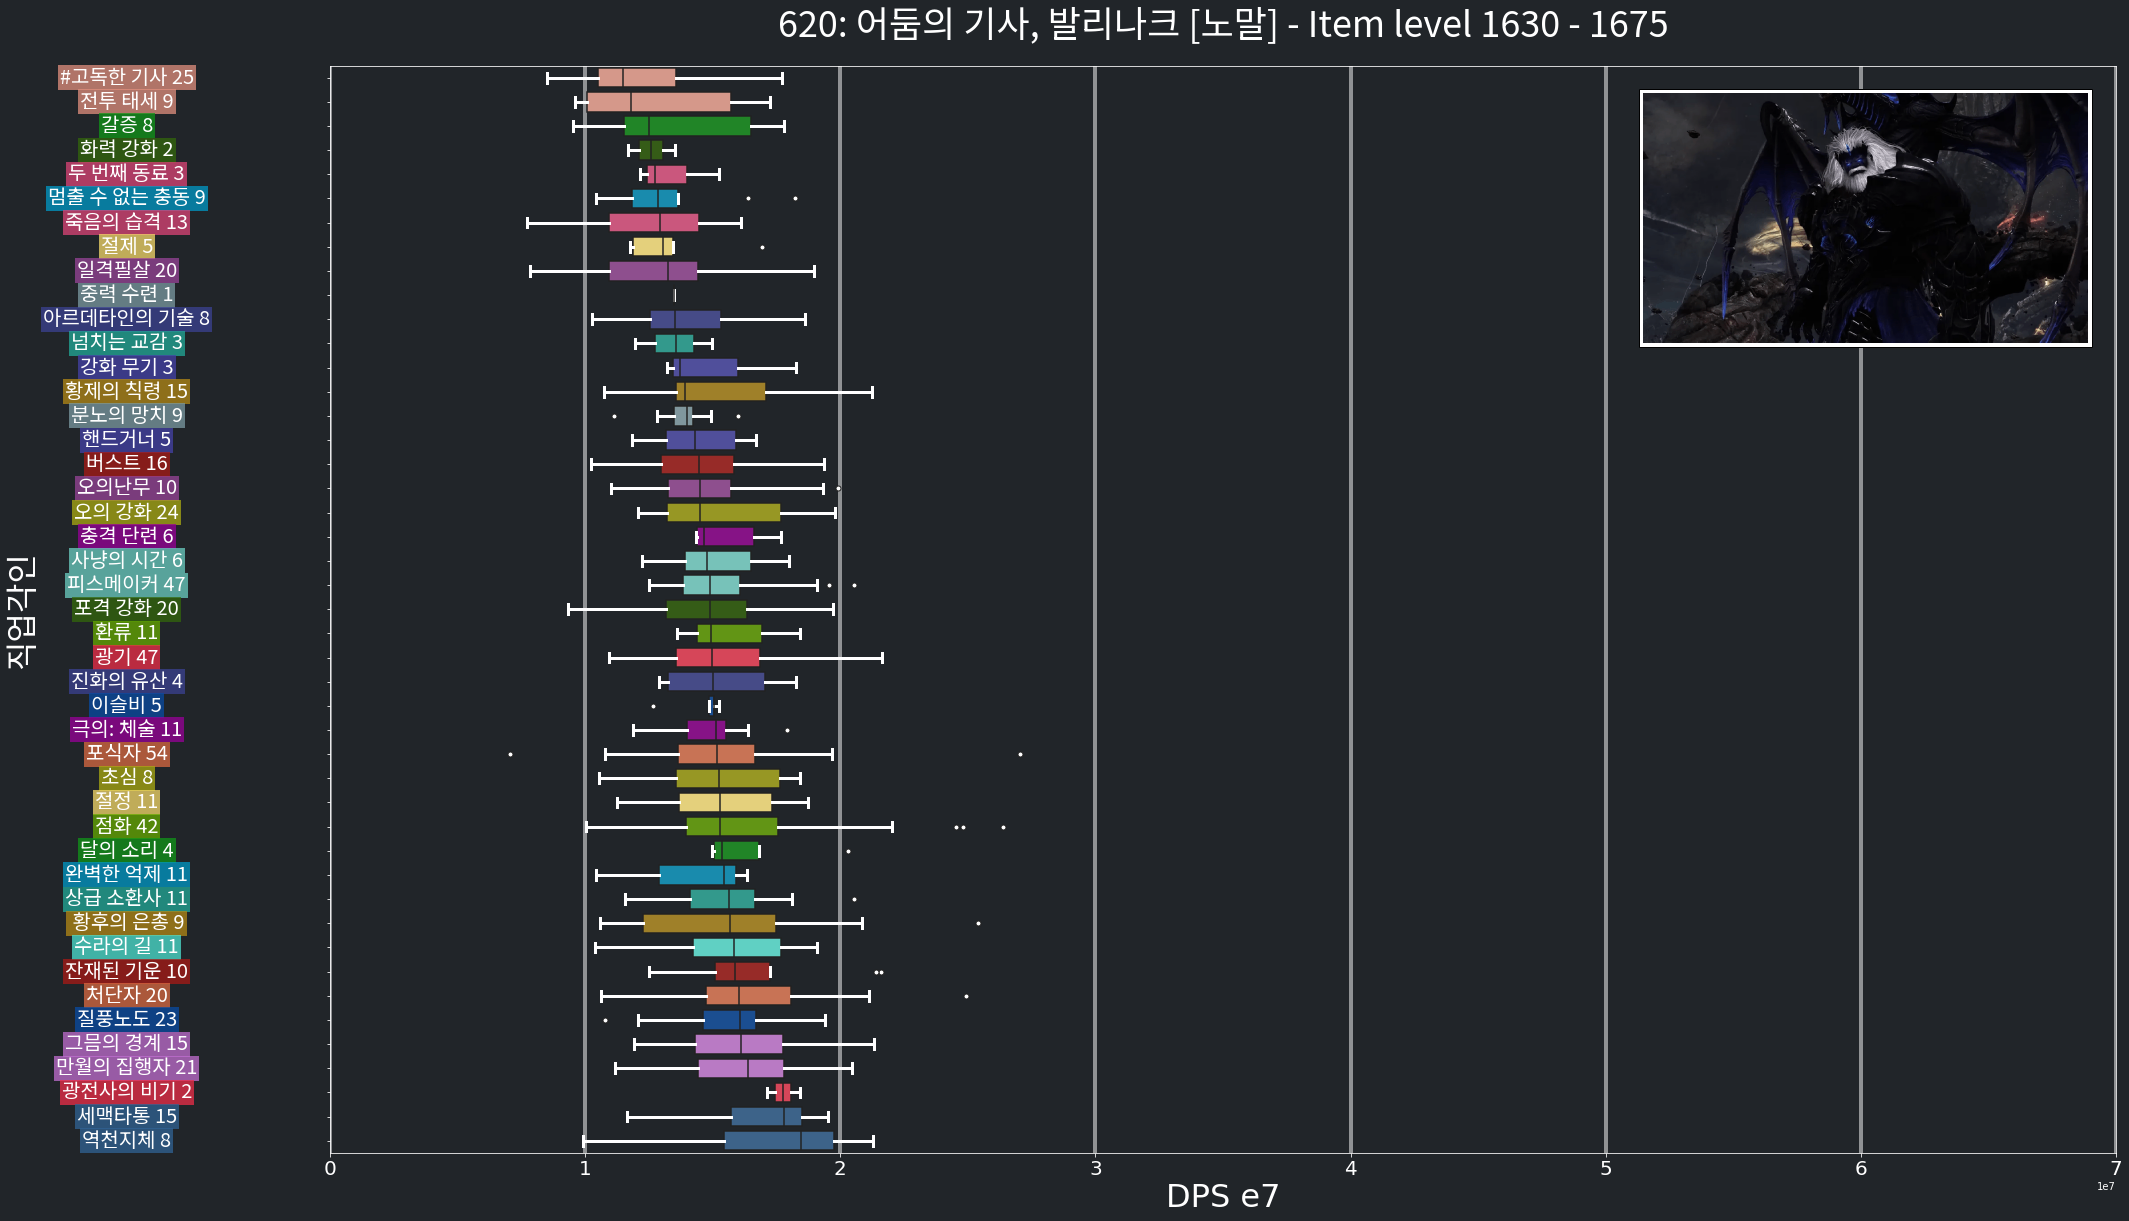 620: 어둠의 기사, 발리나크 [노말] - Item level 1630 - 1675
#고독한 기사 25
전투 태세 9
갈증 8
화력 강화 2
두 번째 동료 3
멈출 수 없는 충동 9
죽음의 습격 13
절제 5
일격필살 20
중력 수련 1
아르데타인의 기술 8
넘치는 교감 3
강화 무기 3
황제의 칙령 15
분노의 망치 9
핸드거너 5
버스트 16
오의난무 10
오의 강화 24
충격 단련 6
사냥의 시간 6
피스메이커 47
포격 강화 20
환류 11
광기 47
진화의 유산 4
이슬비 5
극의: 체술 11
포식자 54
초심 8
절정 11
점화 42
달의 소리 4
완벽한 억제 11
상급 소환사 11
황후의 은총 9
수라의 길 11
잔재된 기운 10
처단자 20
질풍노도 23
그믐의 경계 15
만월의 집행자 21
광전사의 비기 2
세맥타통 15
역천지체 8
직업각인
0 1 2 3 4 5 6 7
1e7
DPS e7